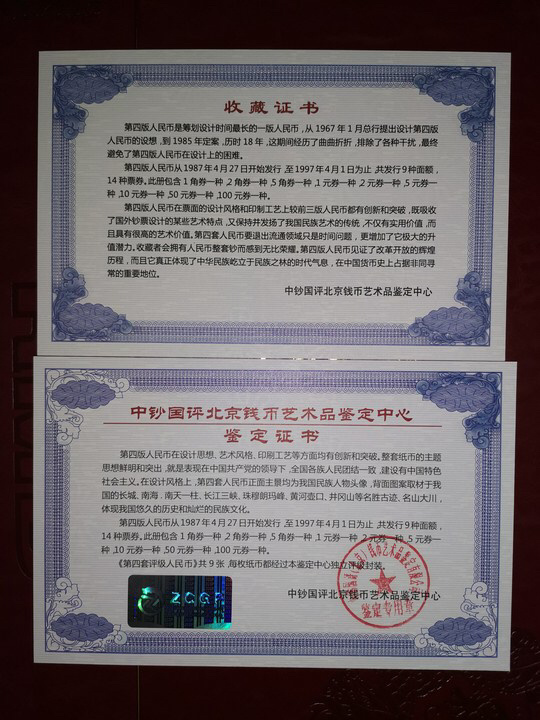 收藏证书
第四版人民币是筹划设计时间最长的一版人民币，从1967年1月总行提出设计第四版
人民币的设想，到1985年定案，历时18年，这期间经历了曲曲折折，排除了各种干扰，最终
避免了第四版人民币在设计上的困难。
第四版人民币从1987年4月27日开始发行，至1997年4月1日为止，共发行9种面额，
14种票券。此册包含1角券一种，2角券一种，5角券一种，1元券一种，2元券一种，5元券一
种，10元券一种，50元券一种，100元券一种。
第四版人民币在票面的设计风格和印制工艺上较前三版人民币都有创新和突破，既吸收
了国外钞票设计的某些艺术特点，又保持并发扬了我国民族艺术的传统，不仅有实用价值，而
且具有很高的艺术价值。第四套人民币要退出流通领域只是时间问题，更增加了它极大的升
值潜力。收藏者会拥有人民币整套钞而感到无比荣耀。第四版人民币见证了改革开放的辉煌
历程，而且它真正体现了中华民族屹立于民族之林的时代气息，在中国货币史上占据非同寻
常的重要地位。
中钞国评北京钱币艺术品鉴定中心
中钞国评北京钱币艺术品鉴定中心
鉴定证书
第四版人民币在设计思想、艺术风格、印刷工艺等方面均有创新和突破。整套纸币的主题
思想鲜明和突出，就是表现在中国共产党的领导下，全国各族人民团结一致，建设有中国特色
社会主义。在设计上，第四套人民币正面主景均为我国民族人物头像，背面图案取材于我
国的长城，南海．南天一柱、长江三峡，珠穆朗玛峰，黄河壶口、井冈山等名胜古迹，名山大川，
体现我国悠久的历史和灿烂的民族文化。
第四版人民币从1987年4月27日开始发行，至1997年4月1日为止，共发行9种面额，
14种票券。此册包含1角券一种，2角券一种，5角券一种，1元券一种，2元券一种，5元券一
种，10元券一种，50元券一种，100元券一种。
《第四套评级人民币》共9张，每枚纸币都经过本鉴定中心独立评级封装。
中钞国评北京钱币艺术品鉴定中心
鉴定专用章